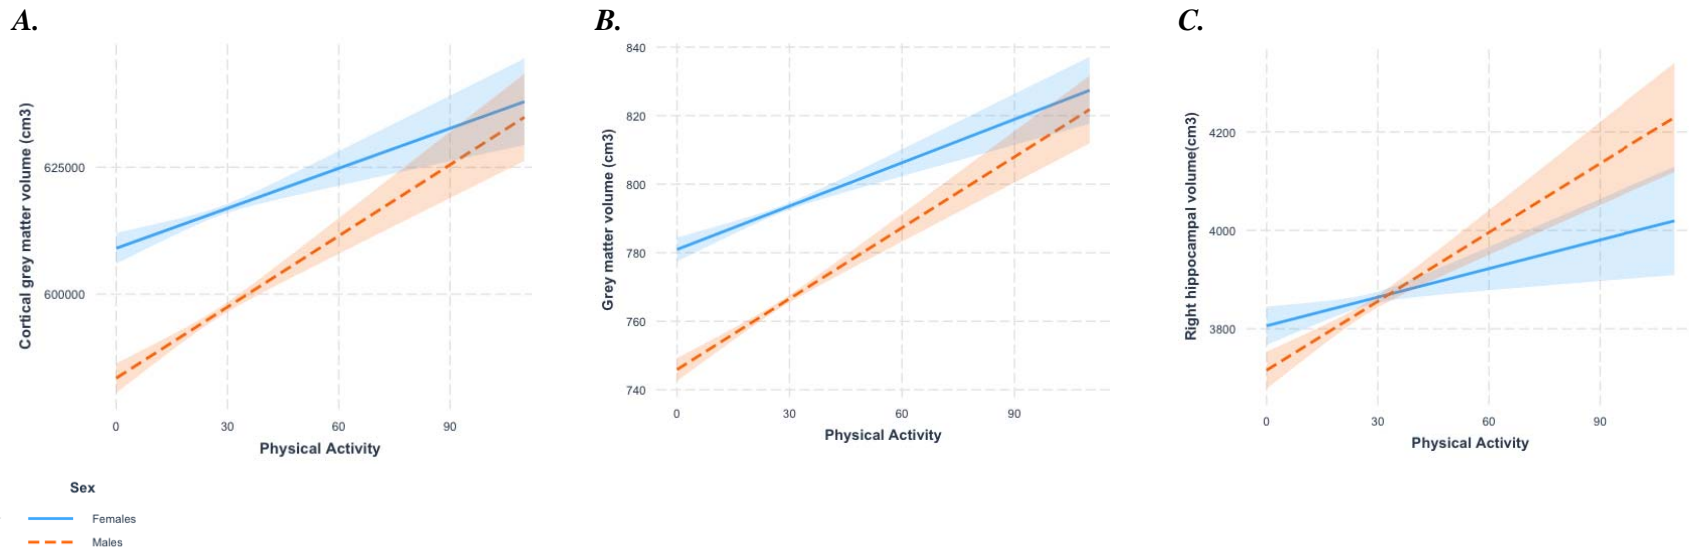 A.
B.
C.
Cortical grey matter volume (cm3)
625000
600000
0 30 60 90
Physical Activity
Grey matter volume (cm3)
840
820
800
780
760
740
0 30 60 90
Physical Activity
Right hippocampal volume(cm3)
4200
4000
3800
0 30 60 90
Physical Activity
Sex
Females
Males